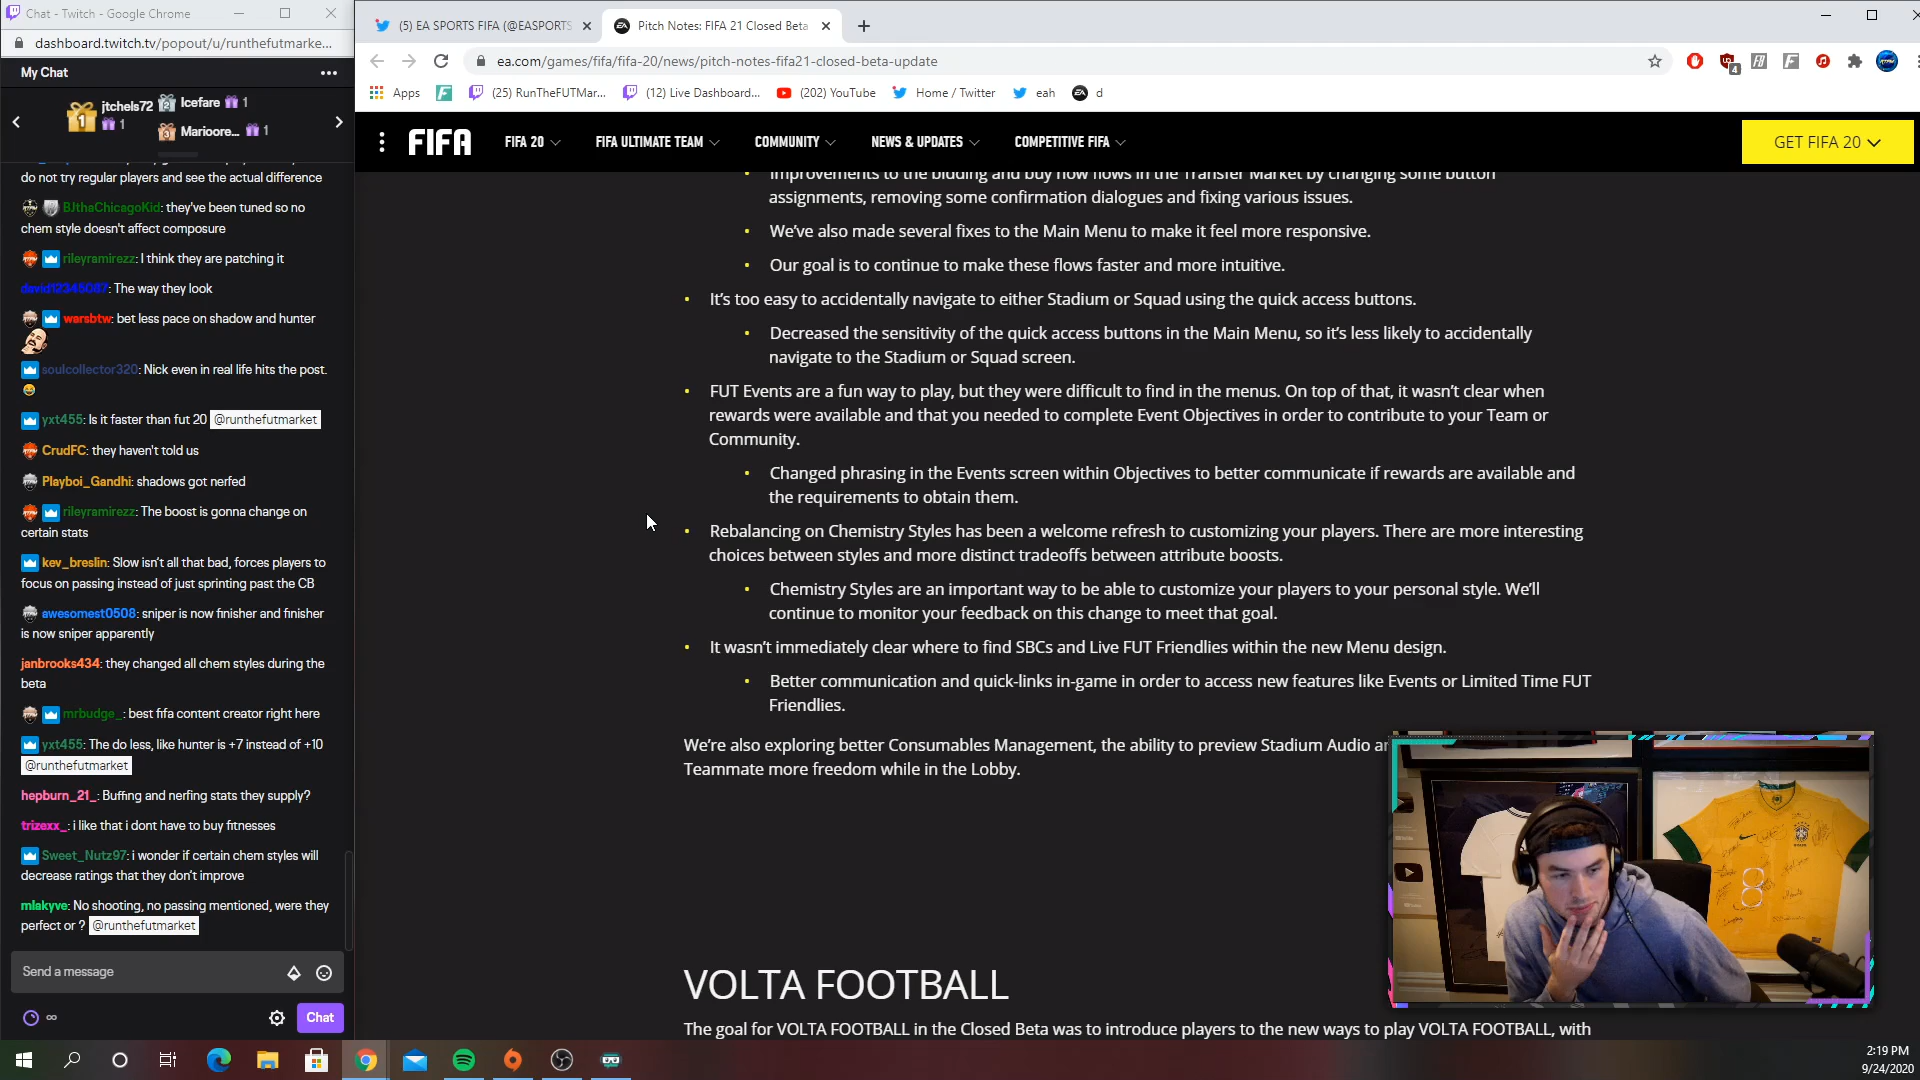 Chat - Twitch - Google Chrome
dashboard.twitch.tv/popout/u/runthefutmarke...
My Chat
jtchels72
1
Icefare 1
Marioore... 1
do not try regular players and see the actual difference
BJthaChicagoKid: they've been tuned so no
chem style doesn't affect composure
rileyramirezz: I think they are patching it
david12345087: The way they look
warsbtw: bet less pace on shadow and hunter
soulcollector320: Nick even in real life hits the post.
yxt455: Is it faster than fut 20 @runthefutmarket
CrudFC: they haven't told us
Playboi_Gandhi: shadows got nerfed
rileyramirezz: The boost is gonna change on
certain stats
kev_breslin: Slow isn't all that bad, forces players to
focus on passing instead of just sprinting past the CB
awesomest0508: sniper is now finisher and finisher
is now sniper apparently
janbrooks434: they changed all chem styles during the
beta
mrbudge_: best fifa content creator right here
yxt455: The do less, like hunter is +7 instead of +10
@runthefutmarket
hepburn_21_: Buffing and nerfing stats they supply?
trizexx_: i like that i dont have to buy fitnesses
Sweet_Nutz97: i wonder if certain chem styles will
decrease ratings that they don't improve
mlakyve: No shooting, no passing mentioned, were they
perfect or ? @runthefutmarket
Send a message
∞
Chat
(5) EA SPORTS FIFA (@EASPORTS
Pitch Notes: FIFA 21 Closed Beta
ea.com/games/fifa/fifa-20/news/pitch-notes-fifa21-closed-beta-update
4
Apps
(25) RunTheFUTMar...
(12) Live Dashboard...
(202) YouTube
Home / Twitter
eah
d
FIFA
FIFA 20
FIFA ULTIMATE TEAM
COMMUNITY
NEWS & UPDATES
COMPETITIVE FIFA
GET FIFA 20
• Improvements to the bidding and buy now flows in the Transfer Market by changing some button
assignments, removing some confirmation dialogues and fixing various issues.
• We've also made several fixes to the Main Menu to make it feel more responsive.
• Our goal is to continue to make these flows faster and more intuitive.
• It's too easy to accidentally navigate to either Stadium or Squad using the quick access buttons.
• Decreased the sensitivity of the quick access buttons in the Main Menu, so it's less likely to accidentally
navigate to the Stadium or Squad screen.
• FUT Events are a fun way to play, but they were difficult to find in the menus. On top of that, it wasn't clear when
rewards were available and that you needed to complete Event Objectives in order to contribute to your Team or
Community.
• Changed phrasing in the Events screen within Objectives to better communicate if rewards are available and
the requirements to obtain them.
• Rebalancing on Chemistry Styles has been a welcome refresh to customizing your players. There are more interesting
choices between styles and more distinct tradeoffs between attribute boosts.
• Chemistry Styles are an important way to be able to customize your players to your personal style. We'll
continue to monitor your feedback on this change to meet that goal.
• It wasn't immediately clear where to find SBCs and Live FUT Friendlies within the new Menu design.
• Better communication and quick-links in-game in order to access new features like Events or Limited Time FUT
Friendlies.
We're also exploring better Consumables Management, the ability to preview Stadium Audio
Teammate more freedom while in the Lobby.
VOLTA FOOTBALL
The goal for VOLTA FOOTBALL in the Closed Beta was to introduce players to the new ways to play VOLTA FOOTBALL, with
2:19 PM
9/24/2020